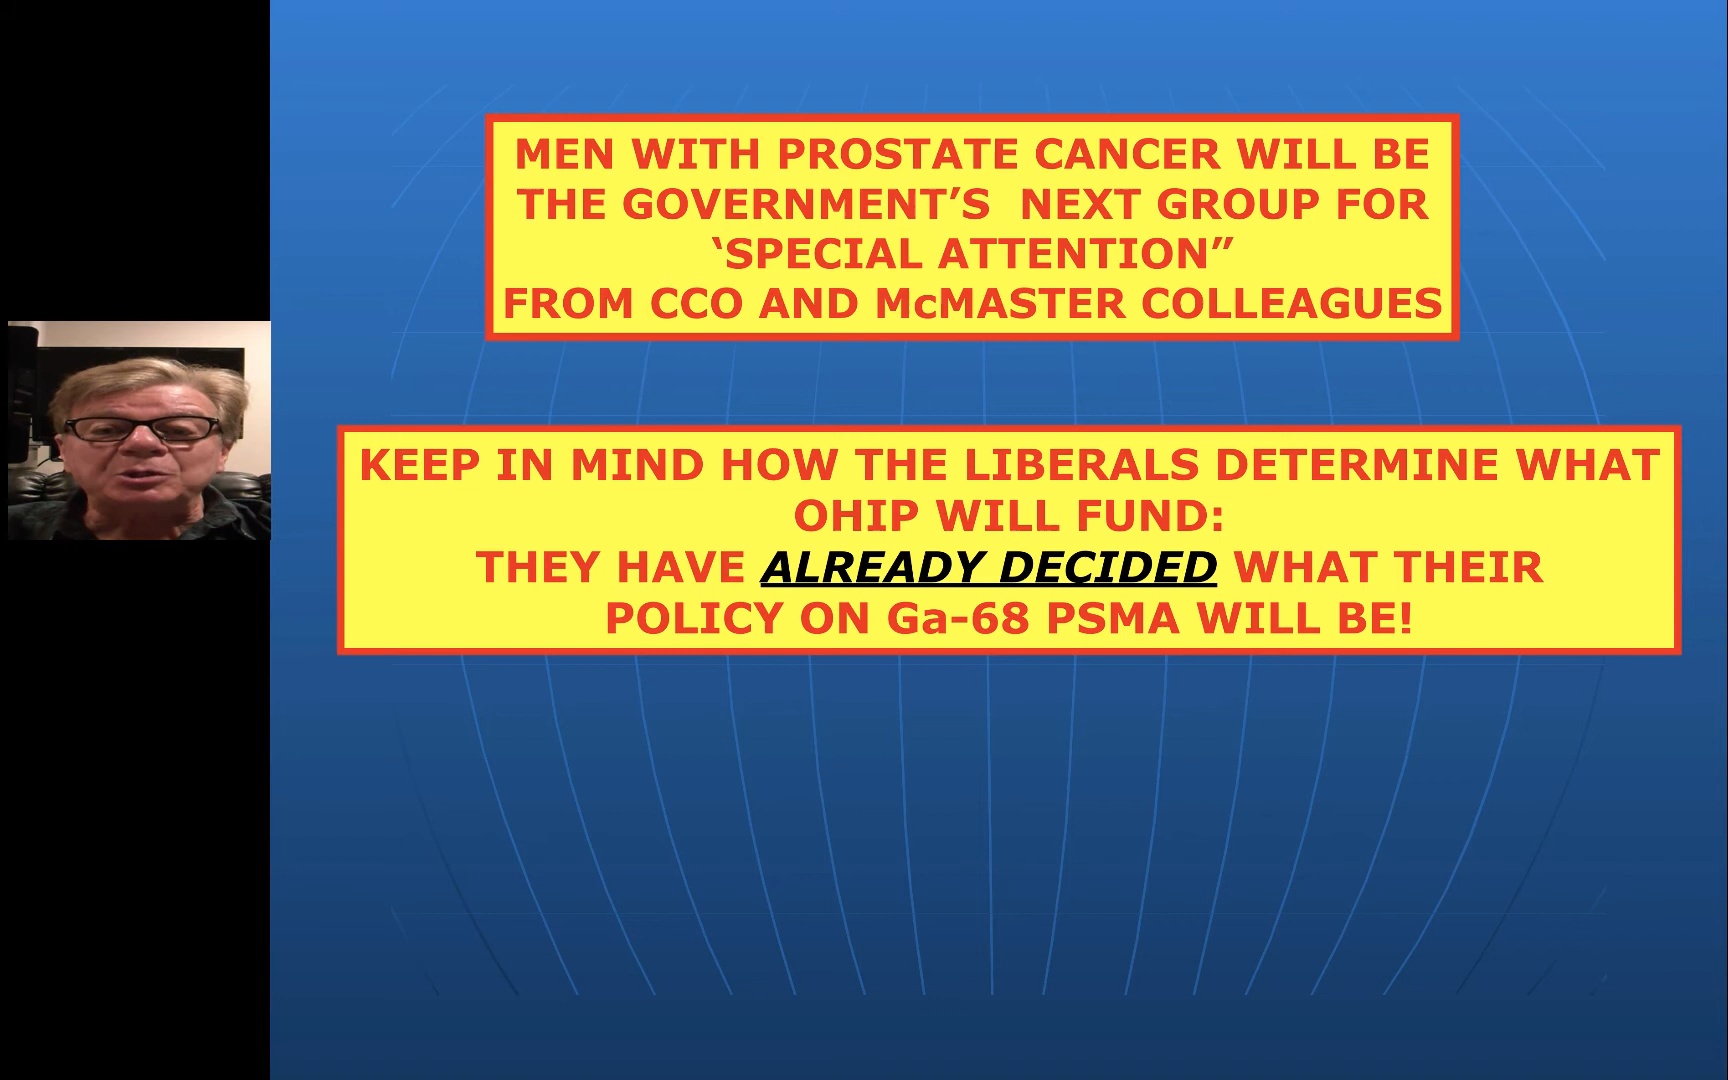 MEN WITH PROSTATE CANCER WILL BE
THE GOVERNMENT’S  NEXT GROUP FOR
‘SPECIAL ATTENTION”
FROM CCO AND McMASTER COLLEAGUES
KEEP IN MIND HOW THE LIBERALS DETERMINE WHAT
OHIP WILL FUND:
THEY HAVE ALREADY DECIDED WHAT THEIR
POLICY ON Ga-68 PSMA WILL BE!